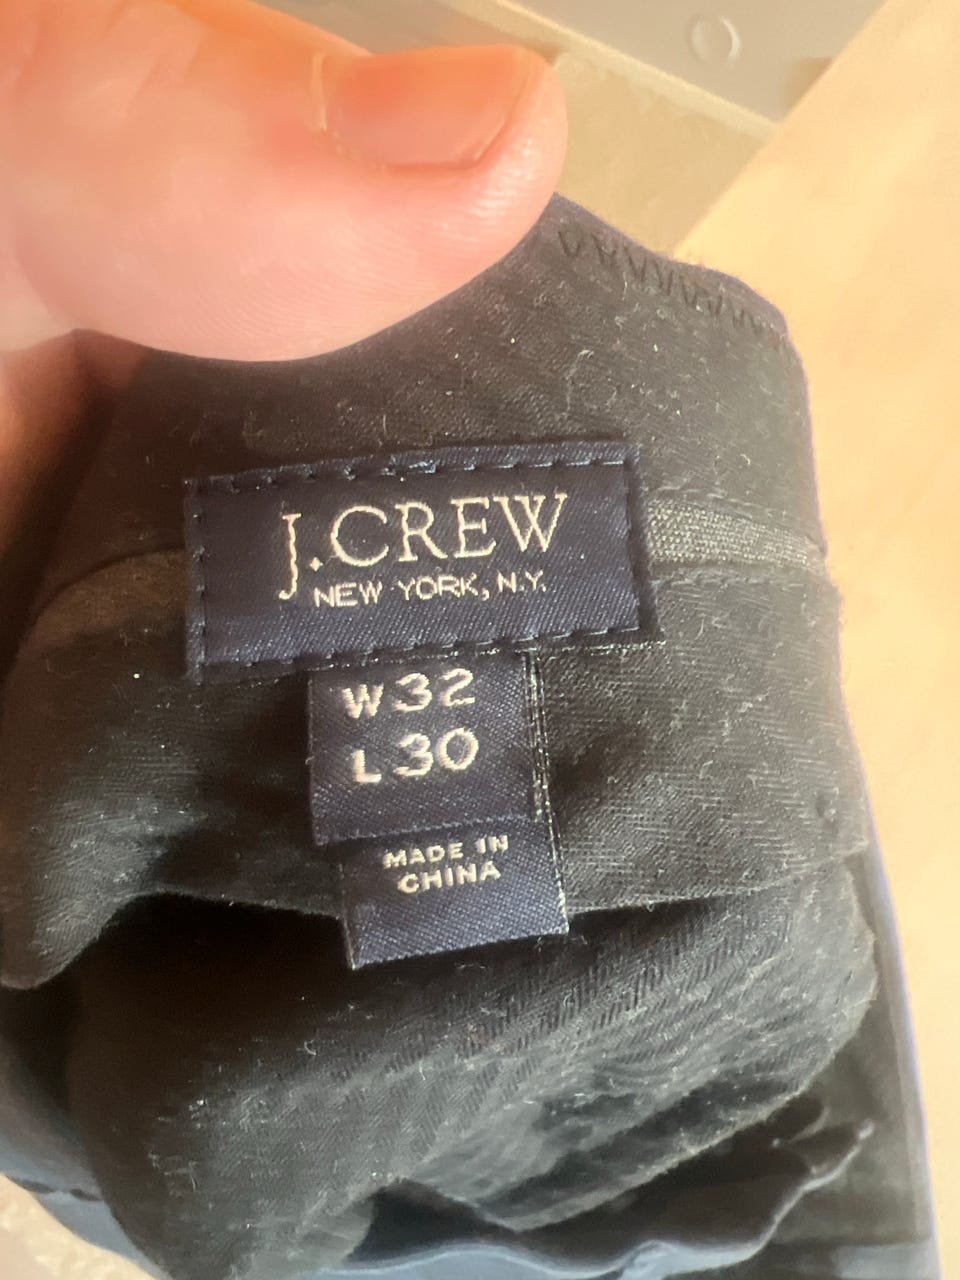 J.CREW
NEW YORK, N.Y.
W32
L30
MADE IN
CHINA